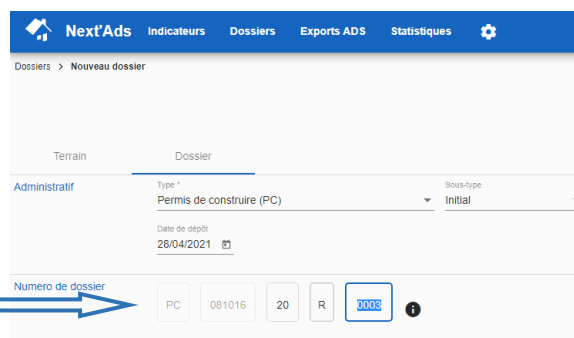 Next'Ads Indicateurs Dossiers Exports ADS Statistiques
Dossiers > Nouveau dossier
Terrain Dossier
Administratif
Type *
Permis de construire (PC)
Sous-type
Initial
Date de dépôt
28/04/2021
Numero de dossier
PC 081016 20 R 0003